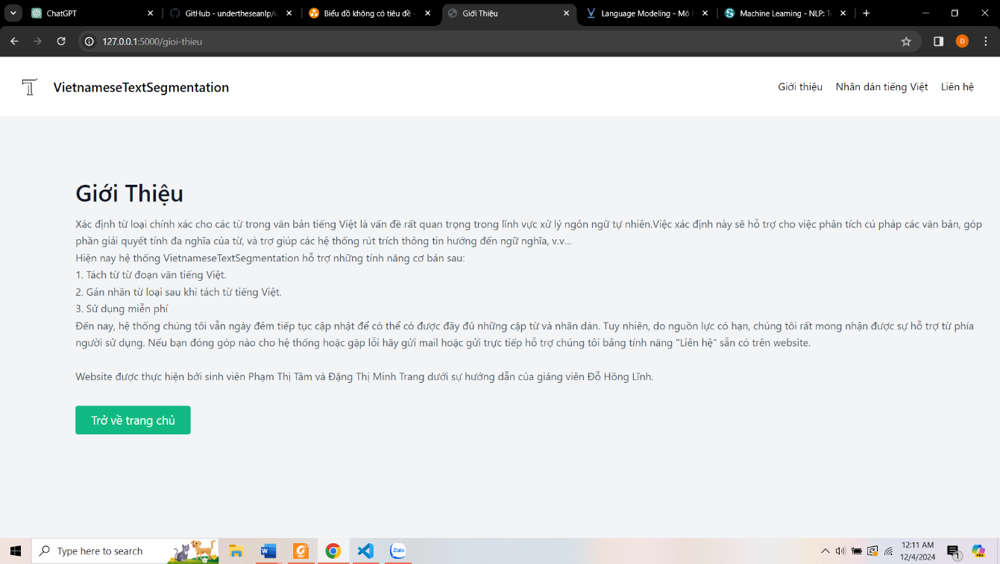 ChatGPT
GitHub - undertheseanlp/u
Biểu đồ không có tiêu đề -
Giới Thiệu
Language Modeling - Mô
Machine Learning - NLP: T
127.0.0.1:5000/gioi-thieu
Đ
VietnameseTextSegmentation
Giới thiệu Nhãn dán tiếng Việt Liên hệ
Giới Thiệu
Xác định từ loại chính xác cho các từ trong văn bản tiếng Việt là vấn đề rất quan trọng trong lĩnh vực xử lý ngôn ngữ tự nhiên.Việc xác định này sẽ hỗ trợ cho việc phân tích cú pháp các văn bản, góp
phần giải quyết tính đa nghĩa của từ, và trợ giúp các hệ thống rút trích thông tin hướng đến ngữ nghĩa, v.v...
Hiện nay hệ thống VietnameseTextSegmentation hỗ trợ những tính năng cơ bản sau:
1. Tách từ từ đoạn văn tiếng Việt.
2. Gán nhãn từ loại sau khi tách từ tiếng Việt.
3. Sử dụng miễn phí
Đến nay, hệ thống chúng tôi vẫn ngày đêm tiếp tục cập nhật để có thể có được đầy đủ những cặp từ và nhãn dán. Tuy nhiên, do nguồn lực có hạn, chúng tôi rất mong nhận được sự hỗ trợ từ phía
người sử dụng. Nếu bạn đóng góp nào cho hệ thống hoặc gặp lỗi hãy gửi mail hoặc gửi trực tiếp hỗ trợ chúng tôi bằng tính năng "Liên hệ" sẵn có trên website.
Website được thực hiện bởi sinh viên Phạm Thị Tâm và Đặng Thị Minh Trang dưới sự hướng dẫn của giảng viên Đỗ Hồng Lĩnh.
Trở về trang chủ
Type here to search
Zalo
12:11 AM
12/4/2024
1